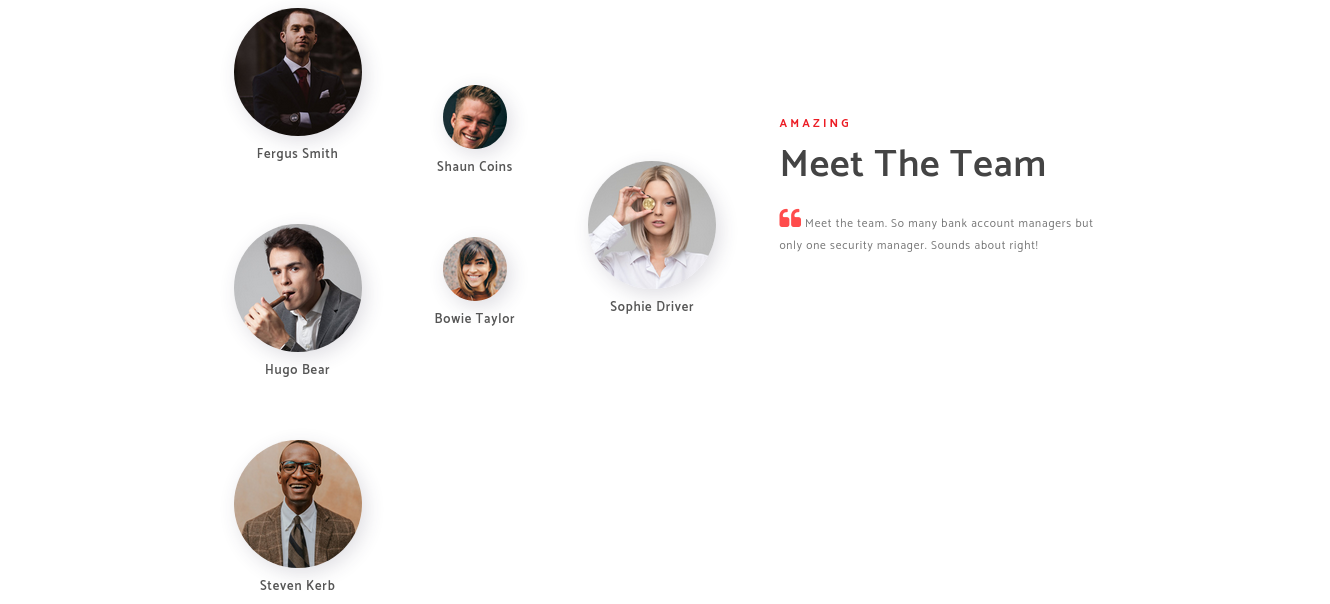 Fergus Smith
Shaun Coins
Sophie Driver
Hugo Bear
Bowie Taylor
Steven Kerb
AMAZING
Meet The Team
❝ Meet the team. So many bank account managers but
only one security manager. Sounds about right!